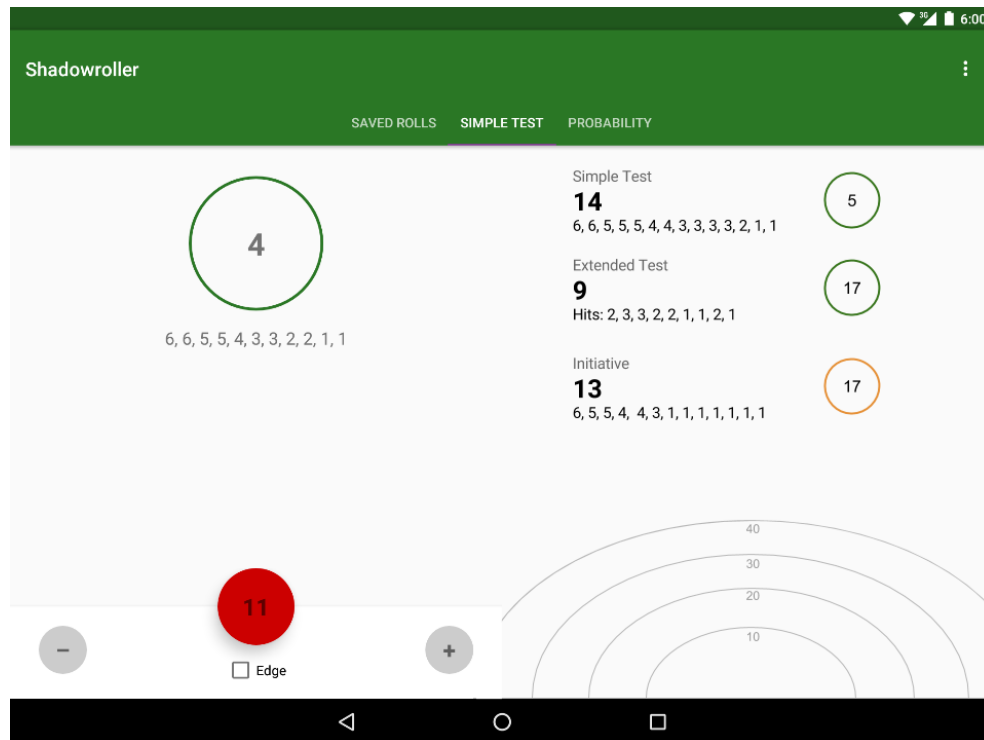 3G 6:00
Shadowroller
SAVED ROLLS SIMPLE TEST PROBABILITY
4
6, 6, 5, 5, 4, 3, 3, 2, 2, 1, 1
11
−
+
Edge
Simple Test
14
6, 6, 5, 5, 5, 4, 4, 3, 3, 3, 3, 2, 1, 1
5
Extended Test
9
Hits: 2, 3, 3, 2, 2, 1, 1, 2, 1
17
Initiative
13
6, 5, 5, 4,  4, 3, 1, 1, 1, 1, 1, 1, 1
17
40
30
20
10